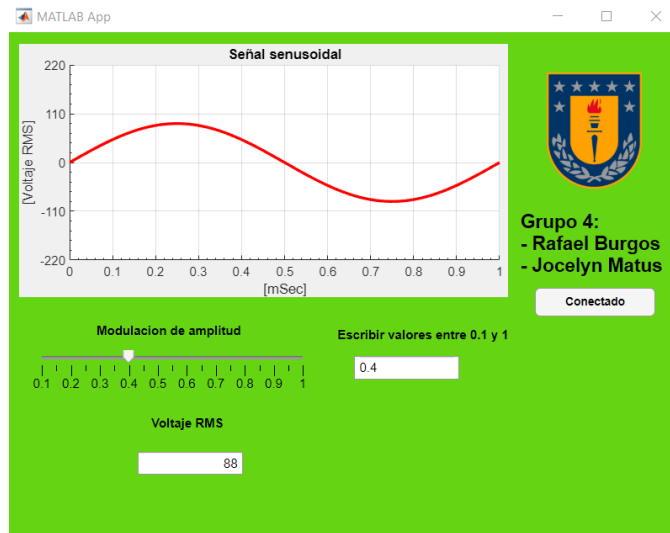 MATLAB App
Señal senusoidal
[Voltaje RMS]
220
110
0
-110
-220
0 0.1 0.2 0.3 0.4 0.5 0.6 0.7 0.8 0.9 1
[mSec]
Grupo 4:
- Rafael Burgos
- Jocelyn Matus
Conectado
Modulacion de amplitud
0.1 0.2 0.3 0.4 0.5 0.6 0.7 0.8 0.9 1
Escribir valores entre 0.1 y 1
0.4
Voltaje RMS
88